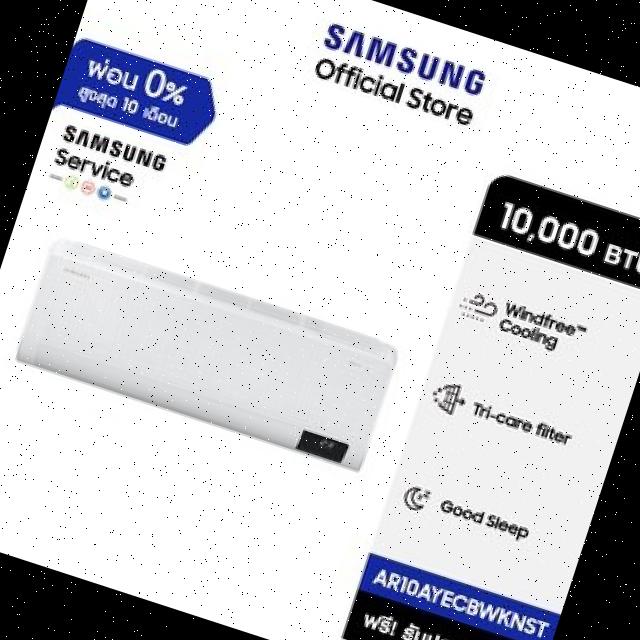 SAMSUNG
Official Store
ผ่อน 0%
สูงสุด 10 เดือน
SAMSUNG
Service
10,000 BTU
Windfree™
Cooling
Tri-care filter
Good Sleep
AR10AYECBWKNST
ฟรี!